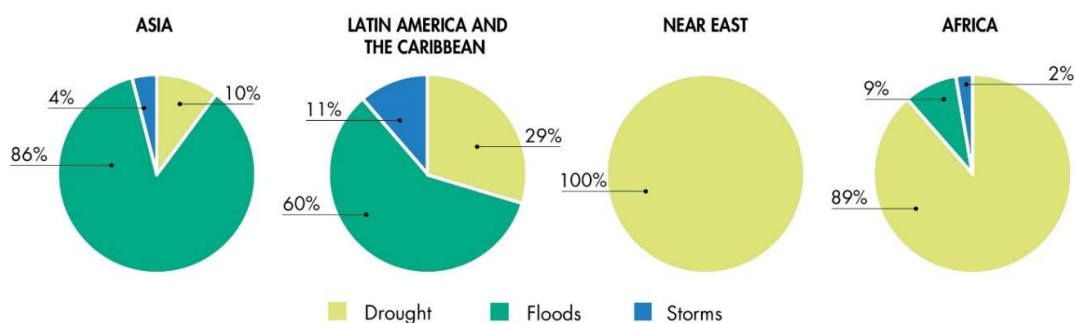 ASIA
4%
10%
86%
LATIN AMERICA AND
THE CARIBBEAN
11%
29%
60%
NEAR EAST
100%
AFRICA
9%
2%
89%
Drought
Floods
Storms